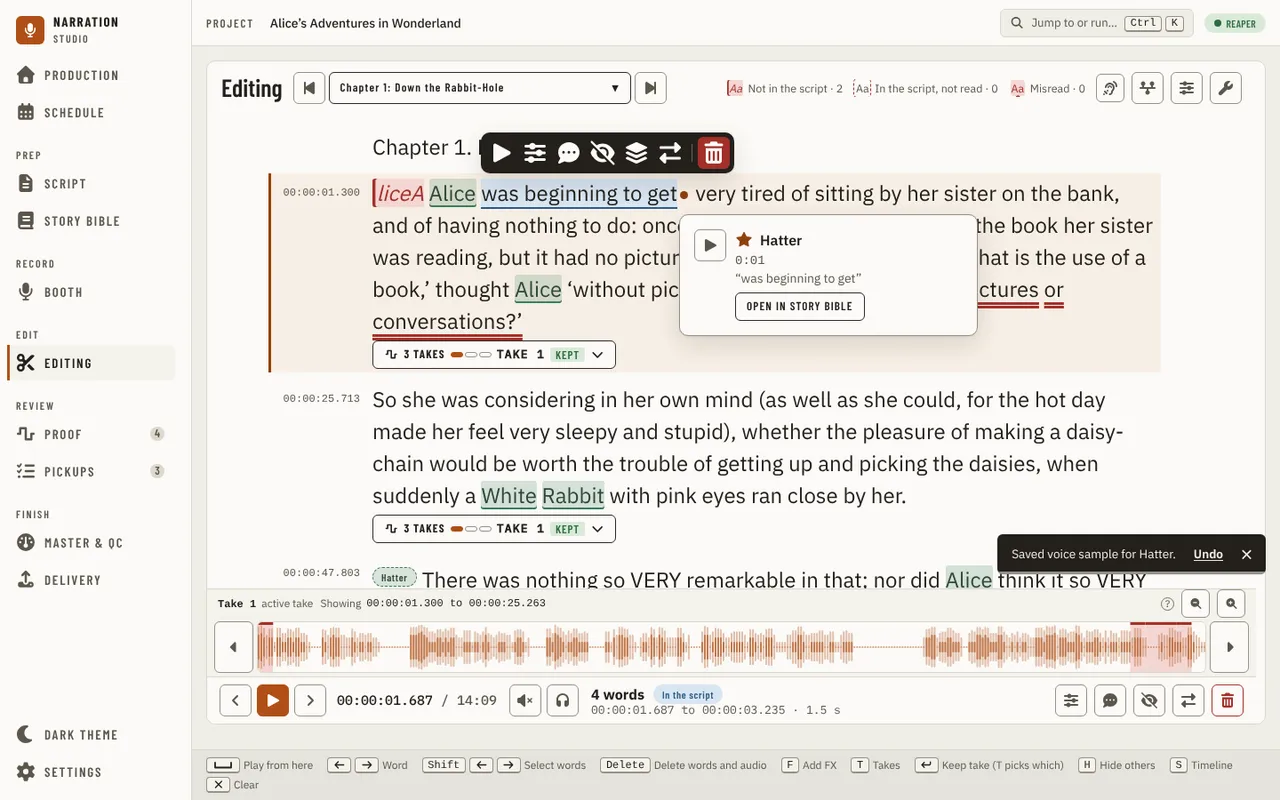 NARRATION
STUDIO
PRODUCTION
SCHEDULE
PREP
SCRIPT
STORY BIBLE
RECORD
BOOTH
EDIT
EDITING
REVIEW
PROOF 4
PICKUPS 3
FINISH
MASTER & QC
DELIVERY
DARK THEME
SETTINGS
PROJECT Alice's Adventures in Wonderland
Jump to or run... Ctrl K
REAPER
Editing
Chapter 1: Down the Rabbit-Hole
Aa Not in the script · 2 Aa In the script, not read · 0 Aa Misread · 0
Chapter 1.
00:00:01.300 liceA Alice was beginning to get very tired of sitting by her sister on the bank,
and of having nothing to do: once the book her sister
was reading, but it had no hat is the use of a
book,’ thought Alice ‘without ctures or
conversations?’
3 TAKES TAKE 1 KEPT
Hatter
0:01
“was beginning to get”
OPEN IN STORY BIBLE
00:00:25.713 So she was considering in her own mind (as well as she could, for the hot day
made her feel very sleepy and stupid), whether the pleasure of making a daisy-
chain would be worth the trouble of getting up and picking the daisies, when
suddenly a White Rabbit with pink eyes ran close by her.
3 TAKES TAKE 1 KEPT
Saved voice sample for Hatter. Undo
00:00:47.803 Hatter There was nothing so VERY remarkable in that; nor did Alice think it so VERY
Take 1 active take Showing 00:00:01.300 to 00:00:25.263
00:00:01.687 / 14:09
4 words In the script
00:00:01.687 to 00:00:03.235 · 1.5 s
Play from here ← → Word Shift ← → Select words Delete Delete words and audio F Add FX T Takes Keep take (T picks which) H Hide others S Timeline
Clear